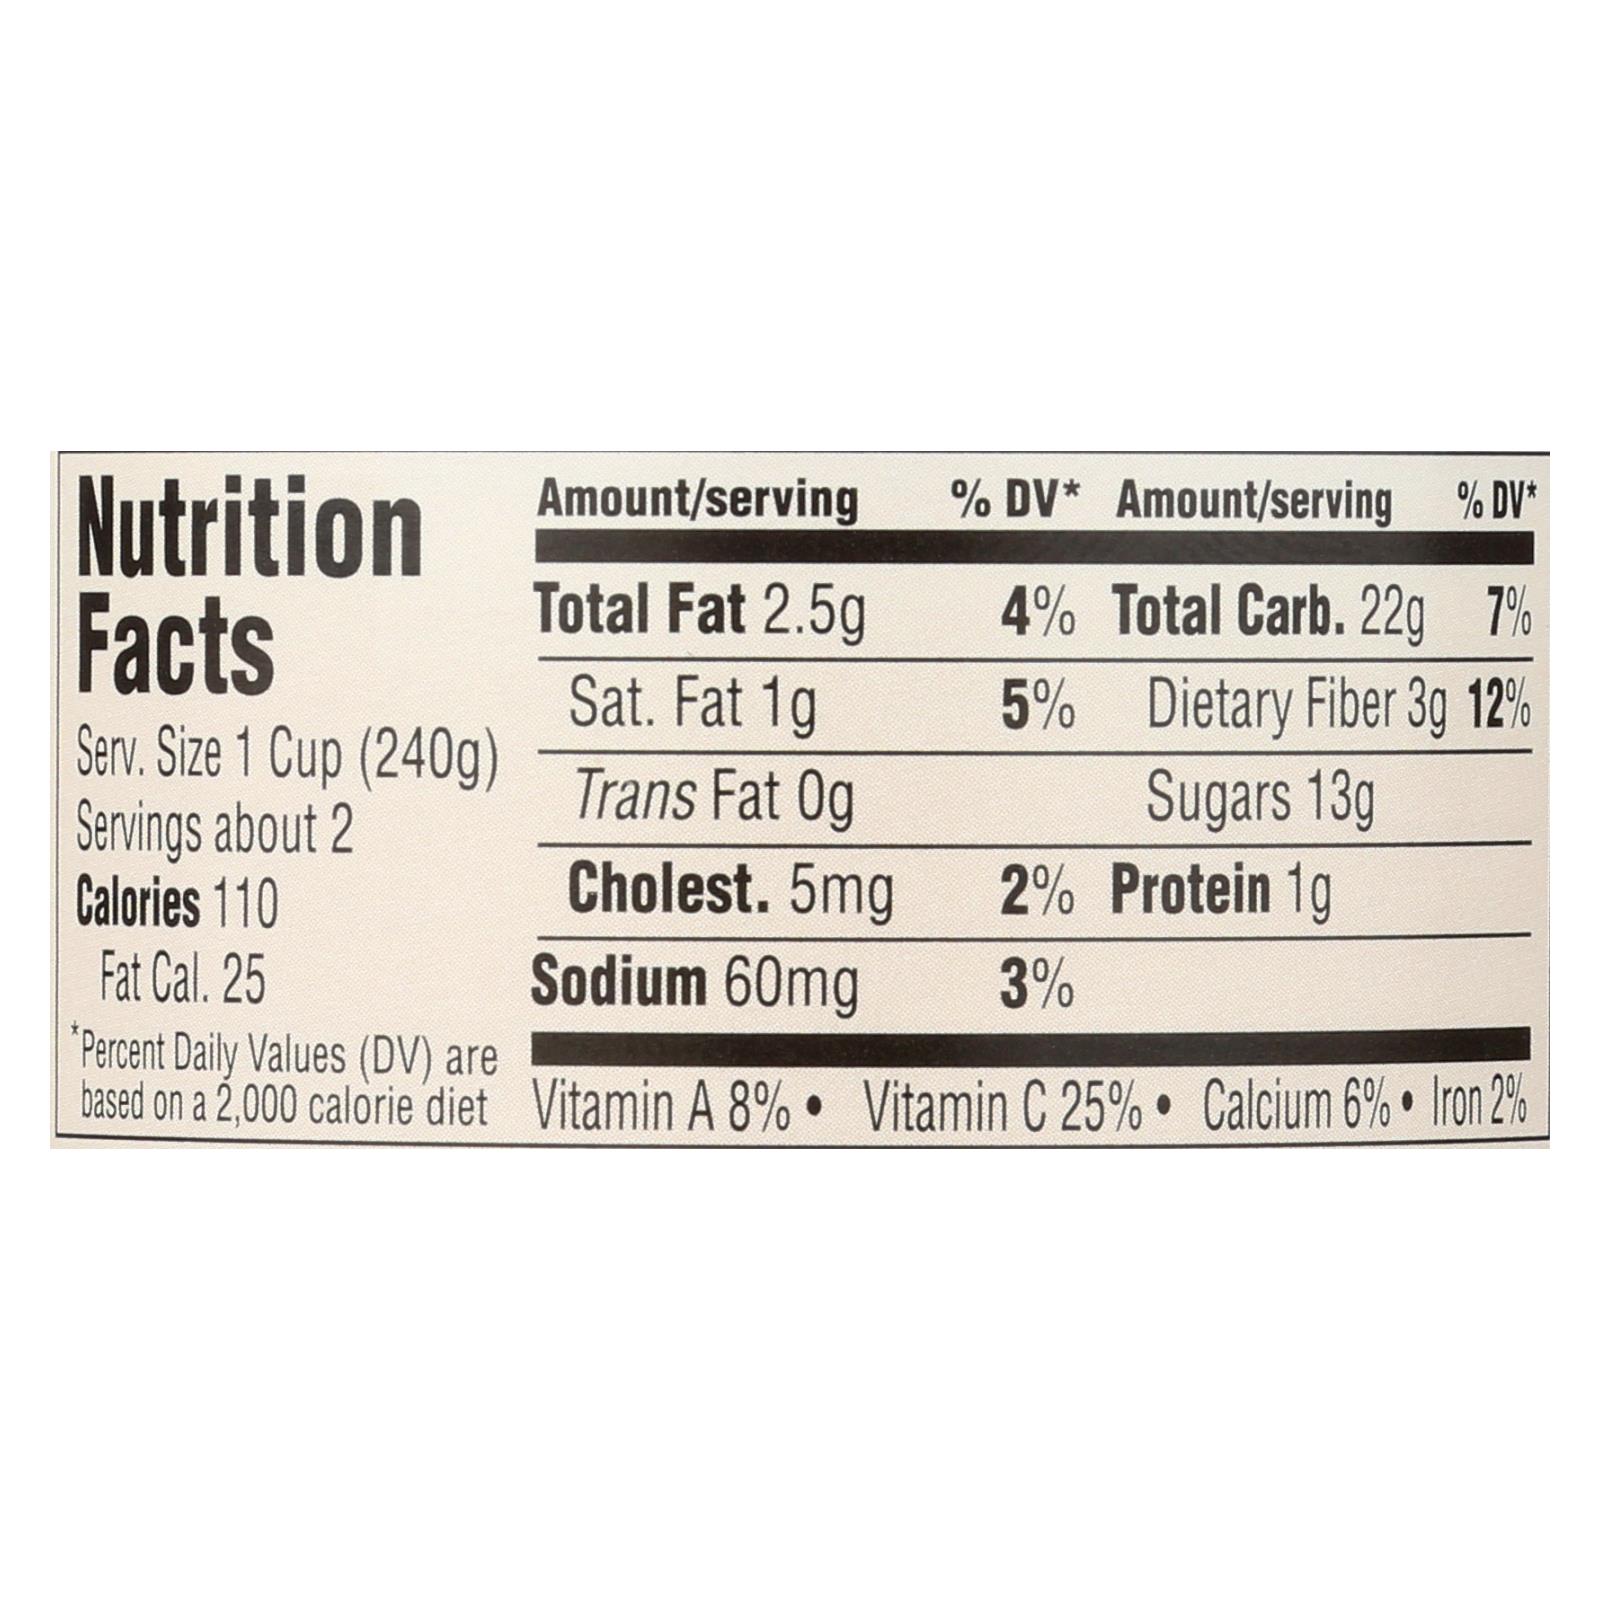 Nutrition
Facts
Serv. Size 1 Cup (240g)
Servings about 2
Calories 110
Fat Cal. 25
*Percent Daily Values (DV) are
based on a 2,000 calorie diet
Amount/serving % DV* Amount/serving % DV*
Total Fat 2.5g 4% Total Carb. 22g 7%
Sat. Fat 1g 5% Dietary Fiber 3g 12%
Trans Fat 0g Sugars 13g
Cholest. 5mg 2% Protein 1g
Sodium 60mg 3%
Vitamin A 8% • Vitamin C 25% • Calcium 6% • Iron 2%